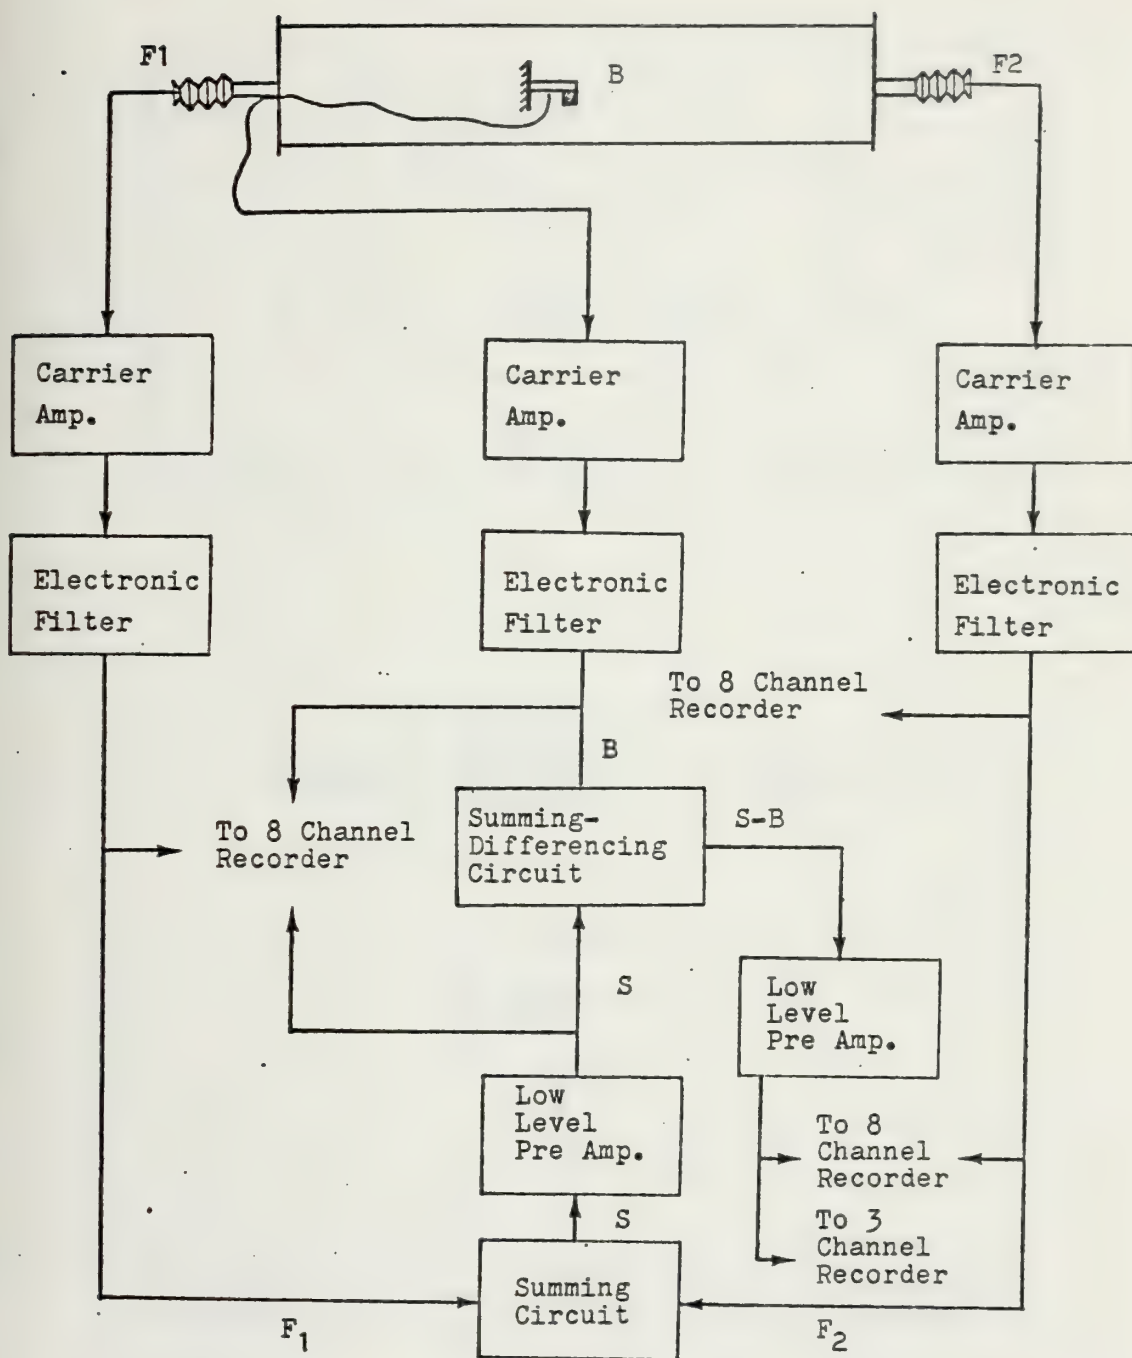 F1
B
F2
Carrier
Amp.
Carrier
Amp.
Carrier
Amp.
Electronic
Filter
Electronic
Filter
Electronic
Filter
To 8 Channel
Recorder
B
To 8 Channel
Recorder
Summing-
Differencing
Circuit
S-B
S
Low
Level
Pre Amp.
Low
Level
Pre Amp.
To 8
Channel
Recorder
S
To 3
Channel
Recorder
Summing
Circuit
F1
F2